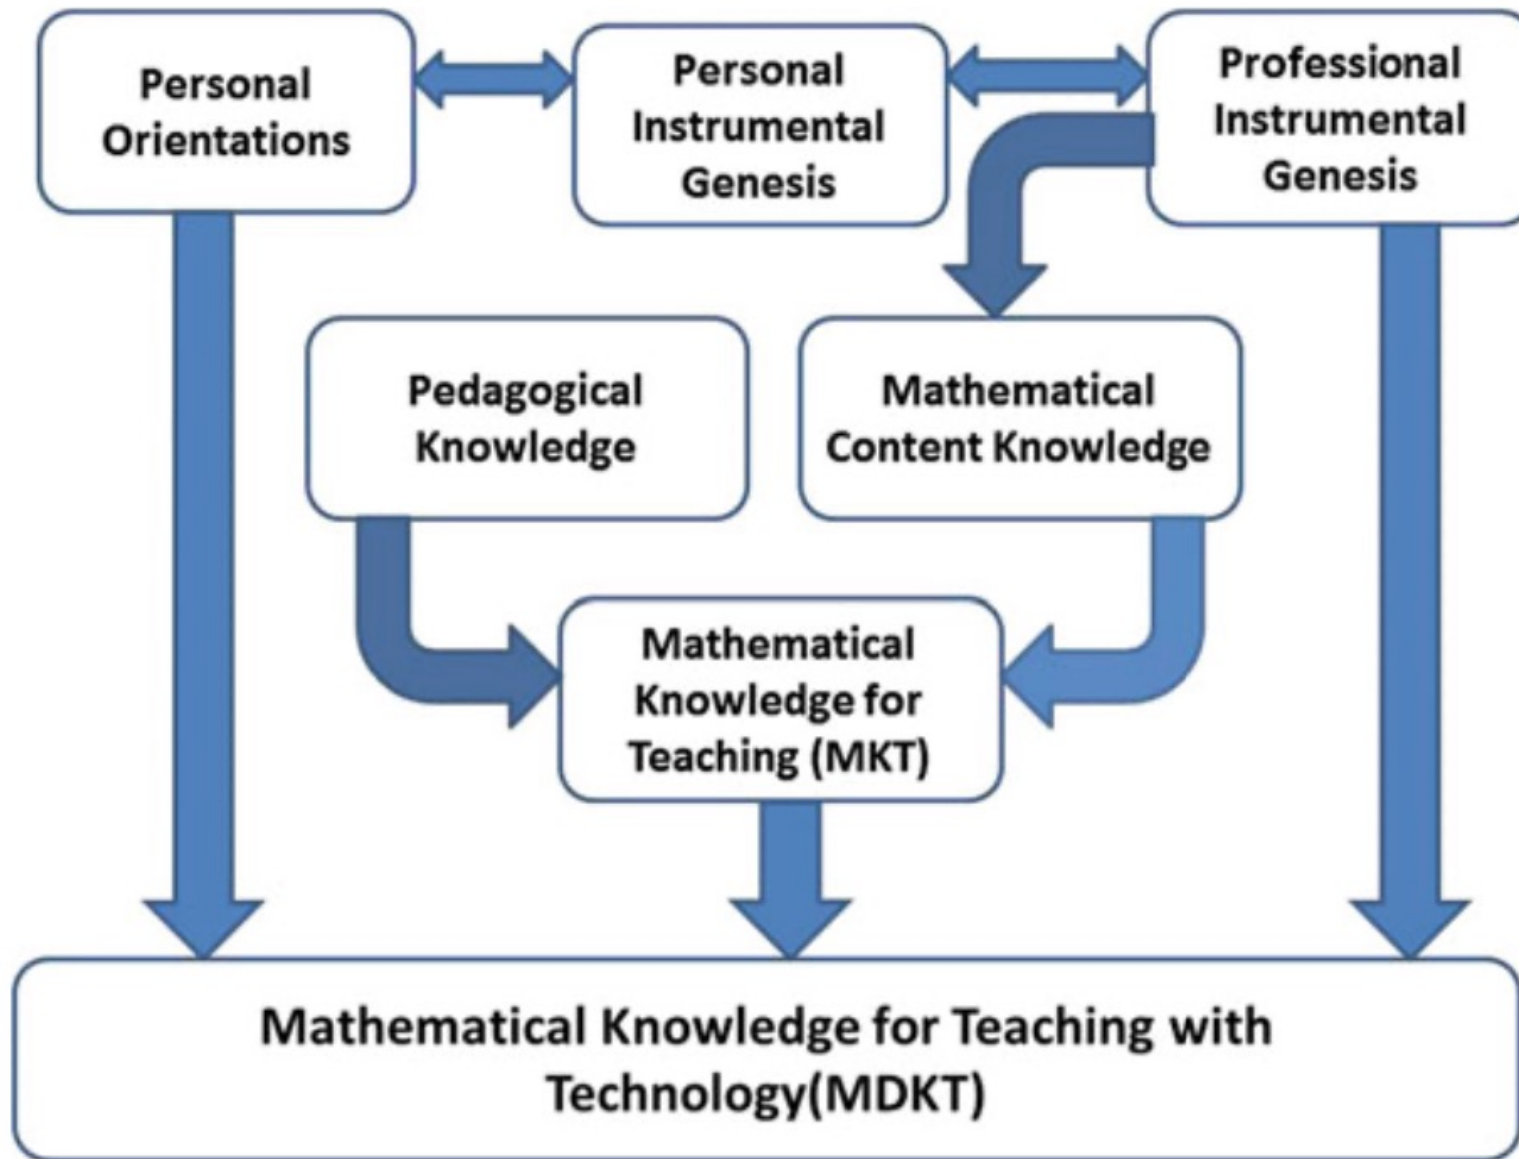 Personal
Orientations
Personal
Instrumental
Genesis
Professional
Instrumental
Genesis
Pedagogical
Knowledge
Mathematical
Content Knowledge
Mathematical
Knowledge for
Teaching (MKT)
Mathematical Knowledge for Teaching with
Technology(MDKT)